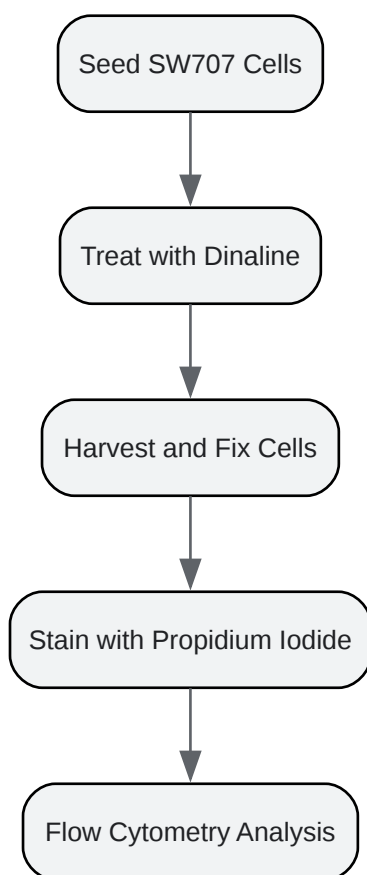 Seed SW707 Cells
Treat with Dinaline
Harvest and Fix Cells
Stain with Propidium Iodide
Flow Cytometry Analysis